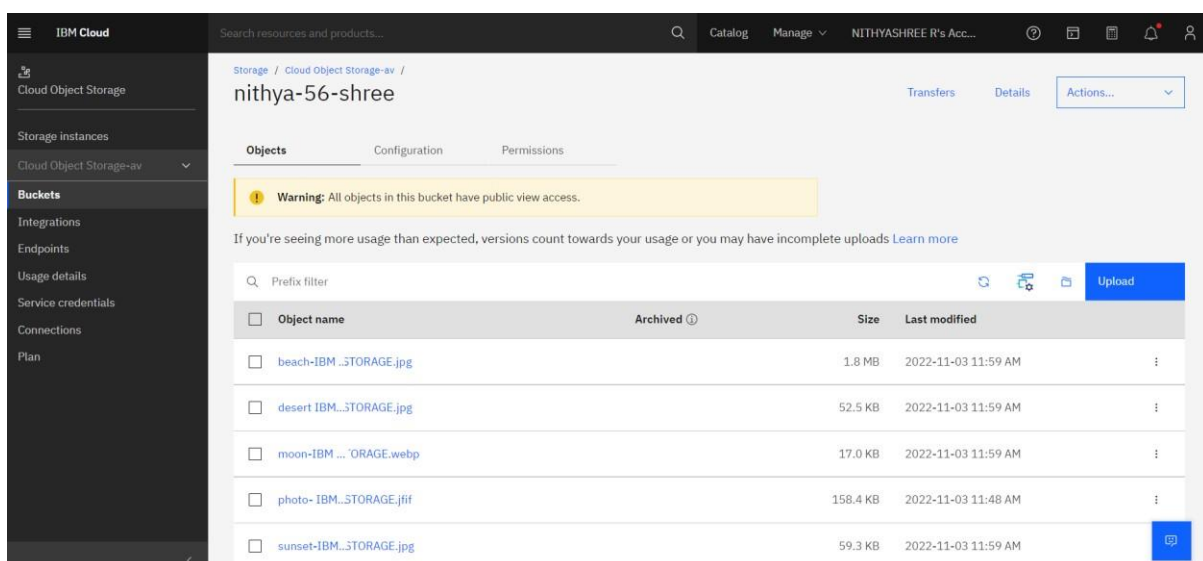 IBM Cloud
Search resources and products...
Catalog
Manage
NITHYASHREE R's Acc...
Cloud Object Storage
Storage instances
Cloud Object Storage-av
Buckets
Integrations
Endpoints
Usage details
Service credentials
Connections
Plan
Storage / Cloud Object Storage-av /
nithya-56-shree
Transfers
Details
Actions...
Objects
Configuration
Permissions
Warning: All objects in this bucket have public view access.
If you're seeing more usage than expected, versions count towards your usage or you may have incomplete uploads Learn more
Prefix filter
Upload
Object name Archived Size Last modified
beach-IBM ..STORAGE.jpg 1.8 MB 2022-11-03 11:59 AM
desert IBM...STORAGE.jpg 52.5 KB 2022-11-03 11:59 AM
moon-IBM ... ORAGE.webp 17.0 KB 2022-11-03 11:59 AM
photo- IBM...STORAGE.jfif 158.4 KB 2022-11-03 11:48 AM
sunset-IBM...STORAGE.jpg 59.3 KB 2022-11-03 11:59 AM